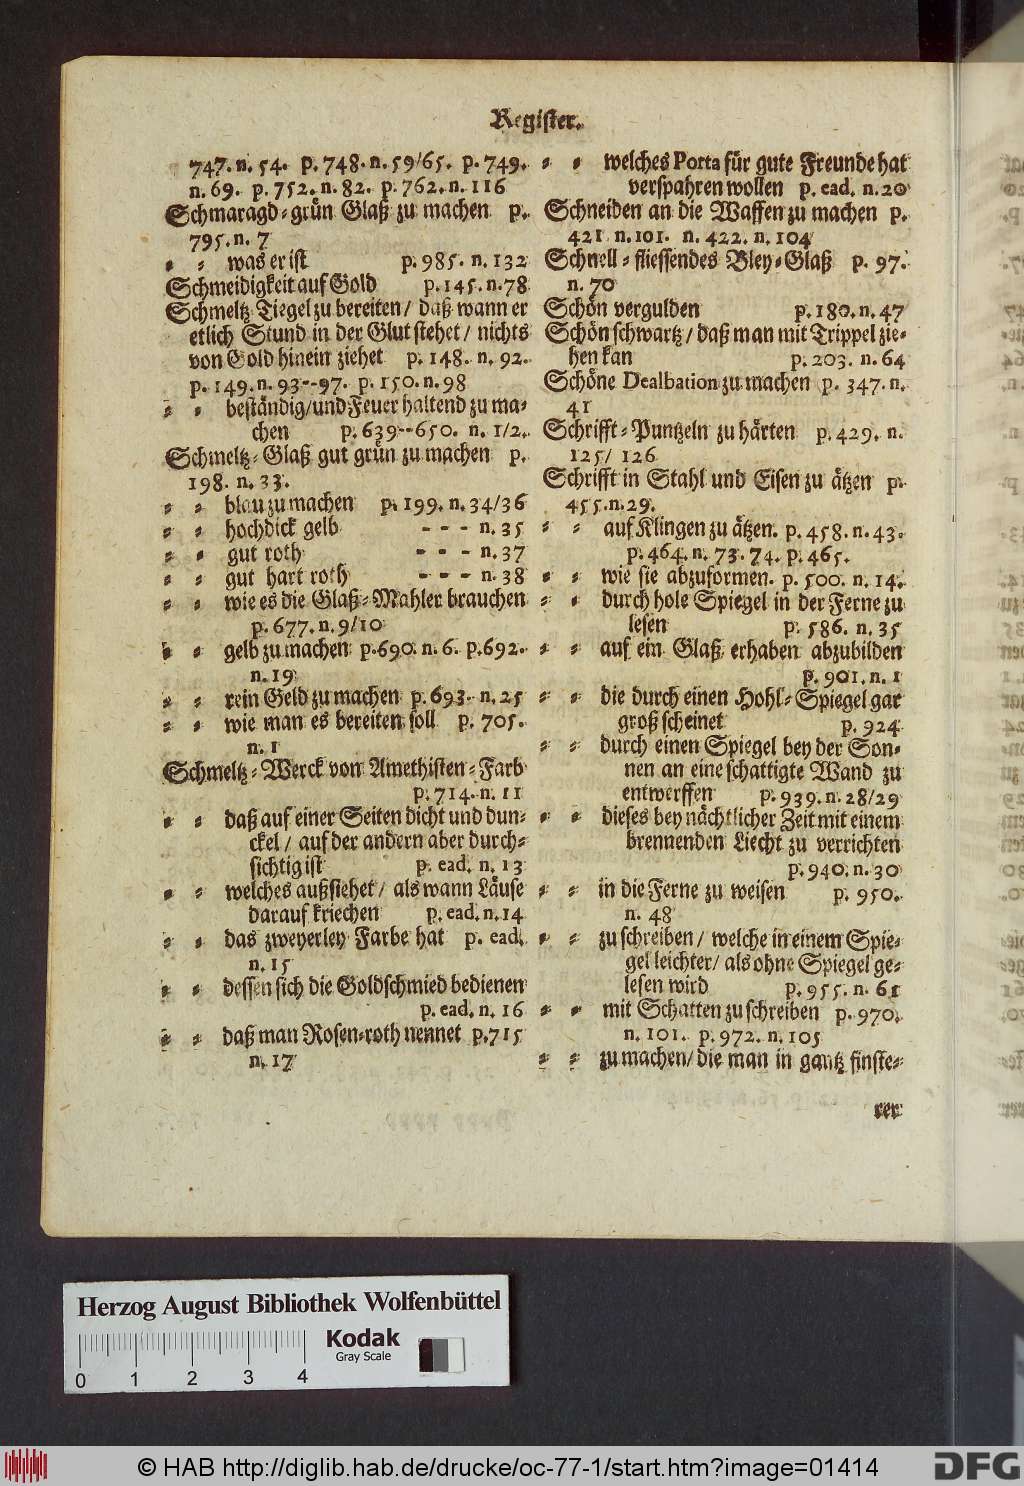 Register.
747. n. 54. p. 748. n. 59/65. p. 749.
n. 69. p. 752. n. 82. p. 762. n. 116
Schmaragd⸗grün Glaß zu machen p.
795. n. 7
⸗ ⸗ was er ist p. 985. n. 132
Schmeidigkeit auf Gold p. 145. n. 78
Schmeltz Tiegel zu bereiten / daß wann er
etlich Stund in der Glut stehet / nichts
von Gold hinein ziehet p. 148. n. 92.
p. 149. n. 93--97. p. 150. n. 98
⸗ ⸗ beständig / und Feuer haltend zu ma⸗
chen p. 639--650. n. 1/2.
Schmeltz⸗Glaß gut grün zu machen p.
198. n. 33.
⸗ ⸗ blau zu machen p. 199. n. 34/36
⸗ ⸗ hochdick gelb - - - n. 35
⸗ ⸗ gut roth - - - n. 37
⸗ ⸗ gut hart roth - - - n. 38
⸗ ⸗ wie es die Glaß⸗Mahler brauchen
p. 677. n. 9/10
⸗ ⸗ gelb zu machen p. 690. n. 6. p. 692.
n. 19
⸗ ⸗ rein Geld zu machen p. 693. n. 25
⸗ ⸗ wie man es bereiten soll p. 705.
n. 1
Schmeltz⸗Werck von Amethisten⸗Farb
p. 714. n. 11
⸗ ⸗ daß auf einer Seiten dicht und dun⸗
ckel / auf der andern aber durch⸗
sichtig ist p. ead. n. 13
⸗ ⸗ welches außsiehet / als wann Läuse
darauf kriechen p. ead. n. 14
⸗ ⸗ das zweyerley Farbe hat p. ead.
n. 15
⸗ ⸗ dessen sich die Goldschmied bedienen
p. ead. n. 16
⸗ ⸗ daß man Rosen⸗roth nennet p. 715
n. 17
⸗ ⸗ welches Porta für gute Freunde hat
verspahren wollen p. ead. n. 20
Schneiden an die Waffen zu machen p.
421 n. 101. n. 422. n. 104
Schnell⸗fliessendes Bley⸗Glaß p. 97.
n. 70
Schön vergulden p. 180. n. 47
Schön schwartz / daß man mit Trippel zie⸗
hen kan p. 203. n. 64
Schöne Dealbation zu machen p. 347. n.
41
Schrifft⸗Puntzeln zu härten p. 429. n.
125/ 126
Schrifft in Stahl und Eisen zu ätzen p.
455. n. 29.
⸗ ⸗ auf Klingen zu ätzen. p. 458. n. 43.
p. 464. n. 73. 74. p. 465.
⸗ ⸗ wie sie abzuformen. p. 500. n. 14.
⸗ ⸗ durch hole Spiegel in der Ferne zu
lesen p. 586. n. 35
⸗ ⸗ auf ein Glaß erhaben abzubilden
p. 901. n. 1
⸗ ⸗ die durch einen Hohl⸗Spiegel gar
groß scheinet p. 924
⸗ ⸗ durch einen Spiegel bey der Son⸗
nen an eine schattigte Wand zu
entwerffen p. 939. n. 28/29
⸗ ⸗ dieses bey nächtlicher Zeit mit einem
brennenden Liecht zu verrichten
p. 940. n. 30
⸗ ⸗ in die Ferne zu weisen p. 950.
n. 48
⸗ ⸗ zu schreiben / welche in einem Spie⸗
gel leichter / als ohne Spiegel ge⸗
lesen wird p. 955. n. 61
⸗ ⸗ mit Schatten zu schreiben p. 970.
n. 101. p. 972. n. 105
⸗ ⸗ zu machen / die man in gantz finste⸗
rer
Herzog August Bibliothek Wolfenbüttel
Kodak
Gray Scale
0 1 2 3 4
© HAB http://diglib.hab.de/drucke/oc-77-1/start.htm?image=01414
DFG